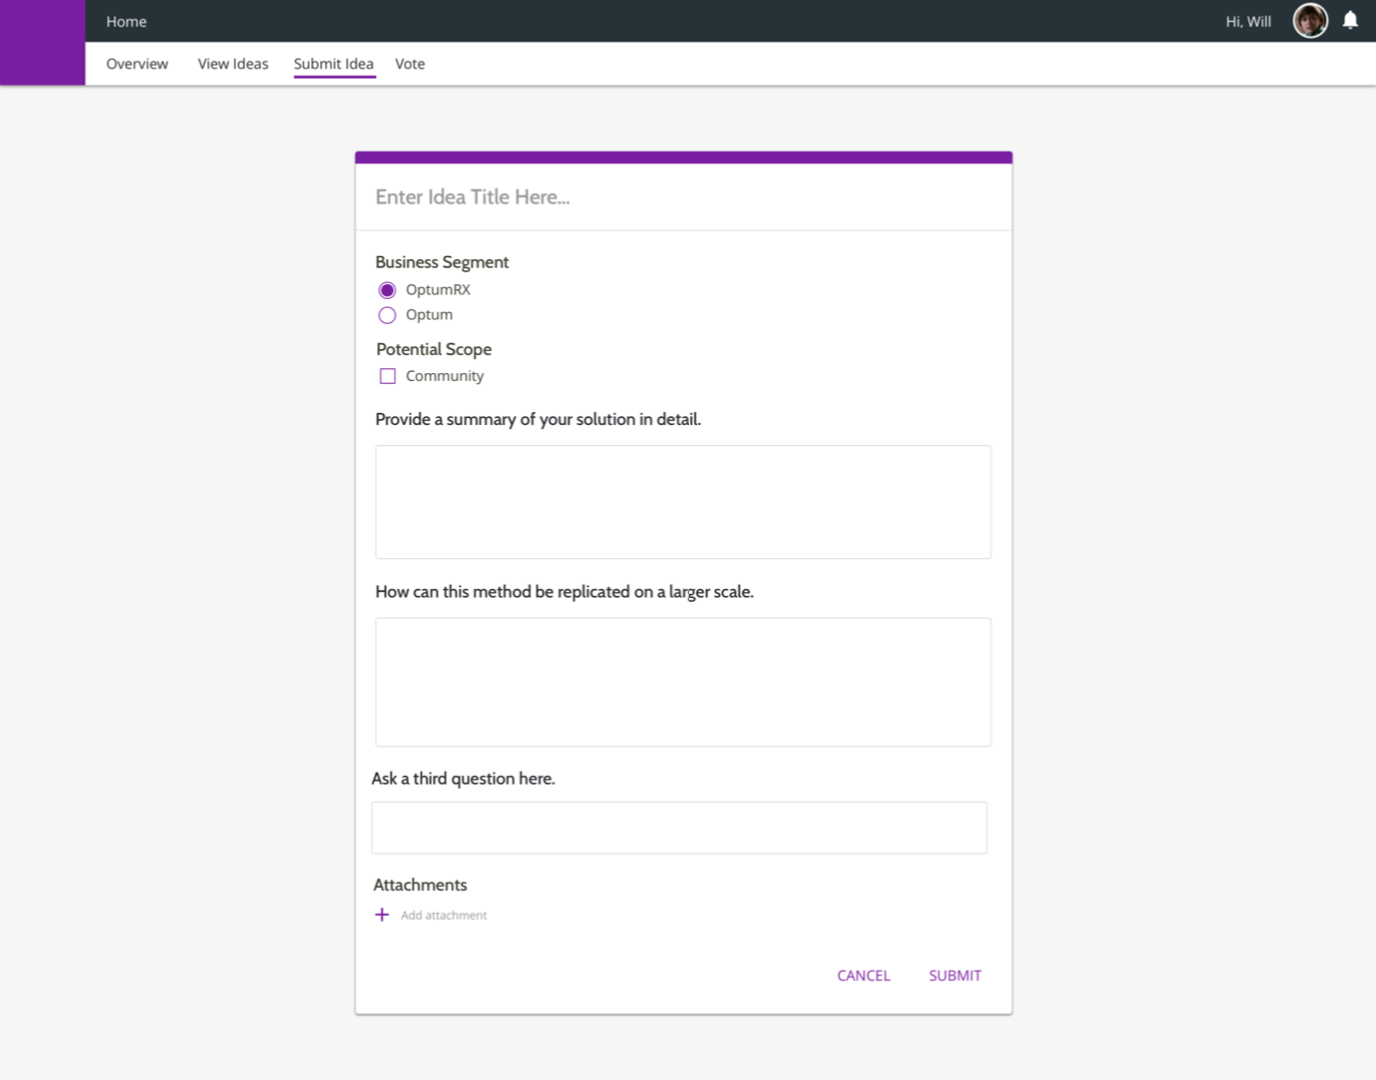 Home
Hi, Will
Overview
View Ideas
Submit Idea
Vote
Enter Idea Title Here...
Business Segment
OptumRX
Optum
Potential Scope
Community
Provide a summary of your solution in detail.
How can this method be replicated on a larger scale.
Ask a third question here.
Attachments
Add attachment
CANCEL
SUBMIT